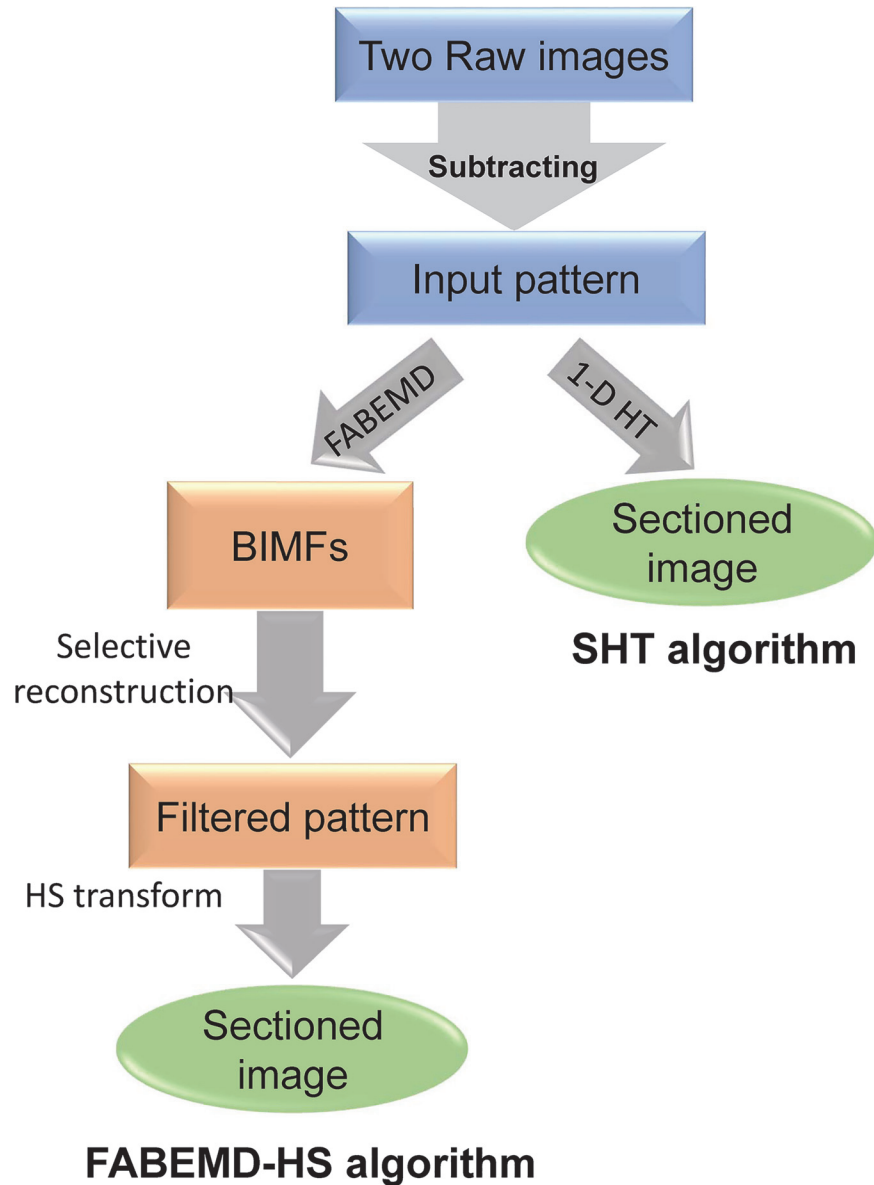 Two Raw images
Subtracting
Input pattern
FABEMD
1-D HT
BIMFs
Sectioned
image
SHT algorithm
Selective
reconstruction
Filtered pattern
HS transform
Sectioned
image
FABEMD-HS algorithm